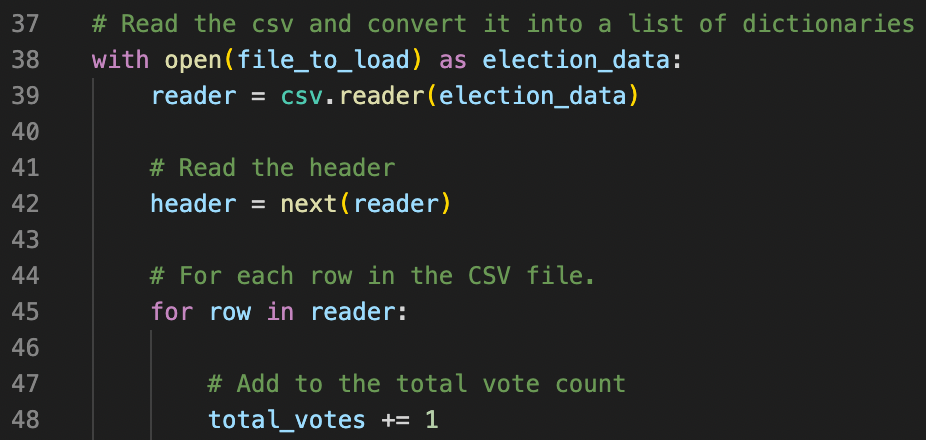 37 # Read the csv and convert it into a list of dictionaries
38 with open(file_to_load) as election_data:
39     reader = csv.reader(election_data)
40
41     # Read the header
42     header = next(reader)
43
44     # For each row in the CSV file.
45     for row in reader:
46
47         # Add to the total vote count
48         total_votes += 1